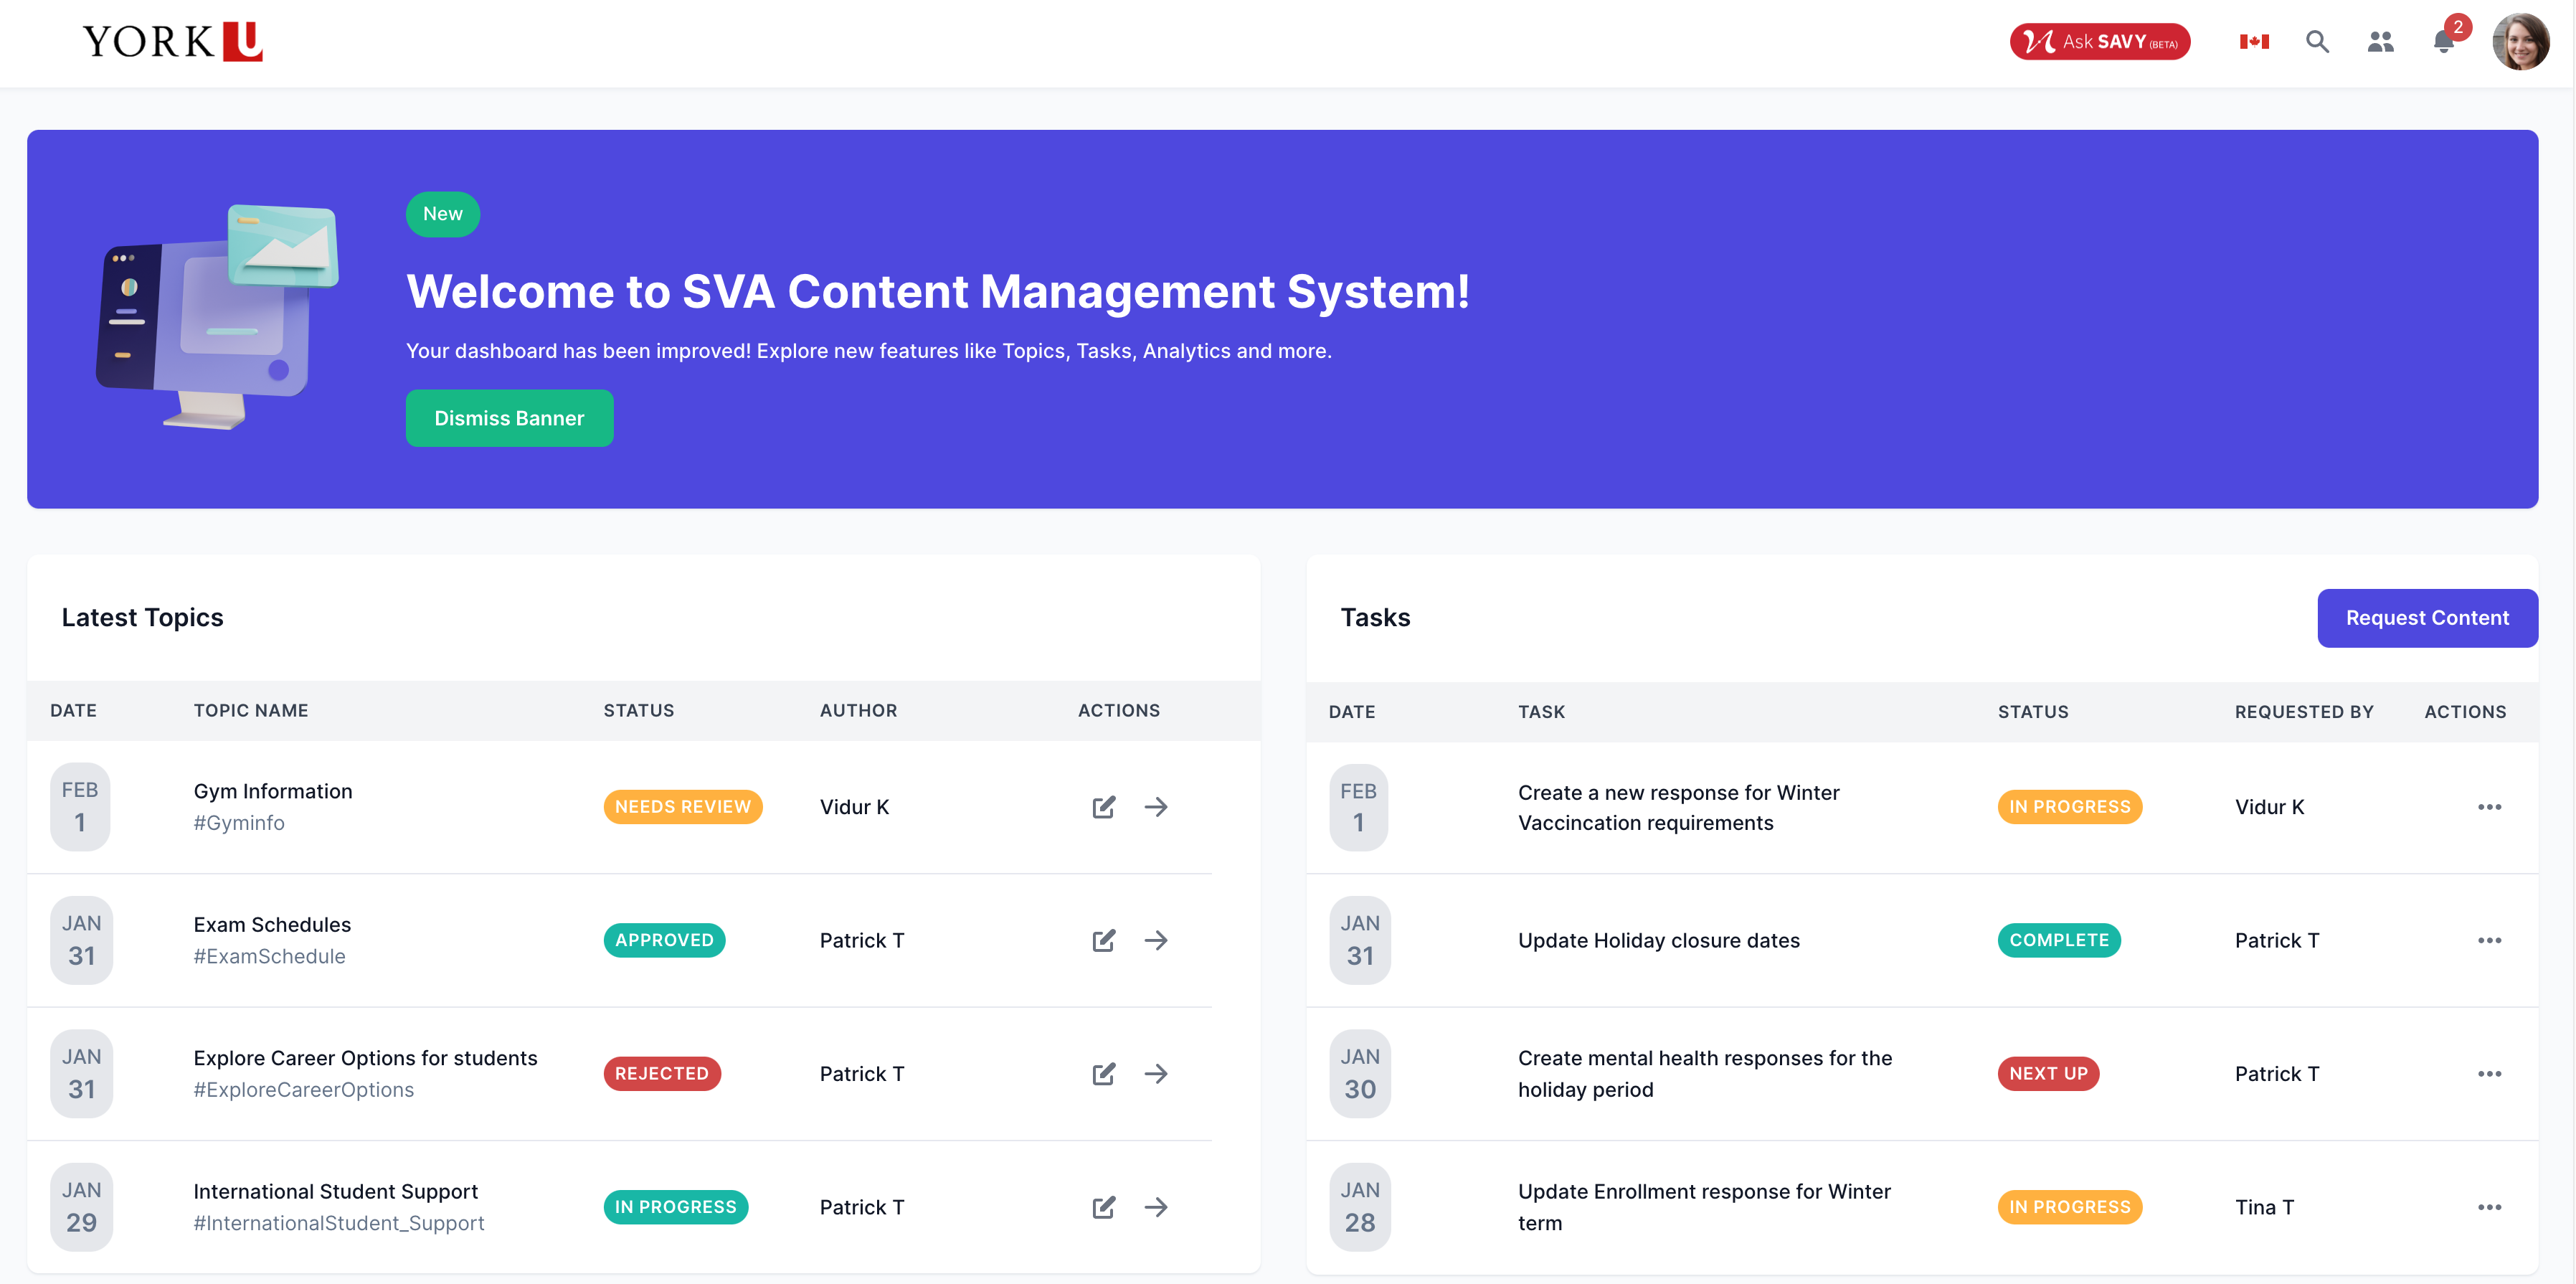 YORK U
Ask SAVY (BETA)
2
New
Welcome to SVA Content Management System!
Your dashboard has been improved! Explore new features like Topics, Tasks, Analytics and more.
Dismiss Banner
Latest Topics
DATE TOPIC NAME STATUS AUTHOR ACTIONS
FEB
1
Gym Information
#Gyminfo
NEEDS REVIEW
Vidur K
JAN
31
Exam Schedules
#ExamSchedule
APPROVED
Patrick T
JAN
31
Explore Career Options for students
#ExploreCareerOptions
REJECTED
Patrick T
JAN
29
International Student Support
#InternationalStudent_Support
IN PROGRESS
Patrick T
Tasks
Request Content
DATE TASK STATUS REQUESTED BY ACTIONS
FEB
1
Create a new response for Winter
Vaccincation requirements
IN PROGRESS
Vidur K
JAN
31
Update Holiday closure dates
COMPLETE
Patrick T
JAN
30
Create mental health responses for the
holiday period
NEXT UP
Patrick T
JAN
28
Update Enrollment response for Winter
term
IN PROGRESS
Tina T